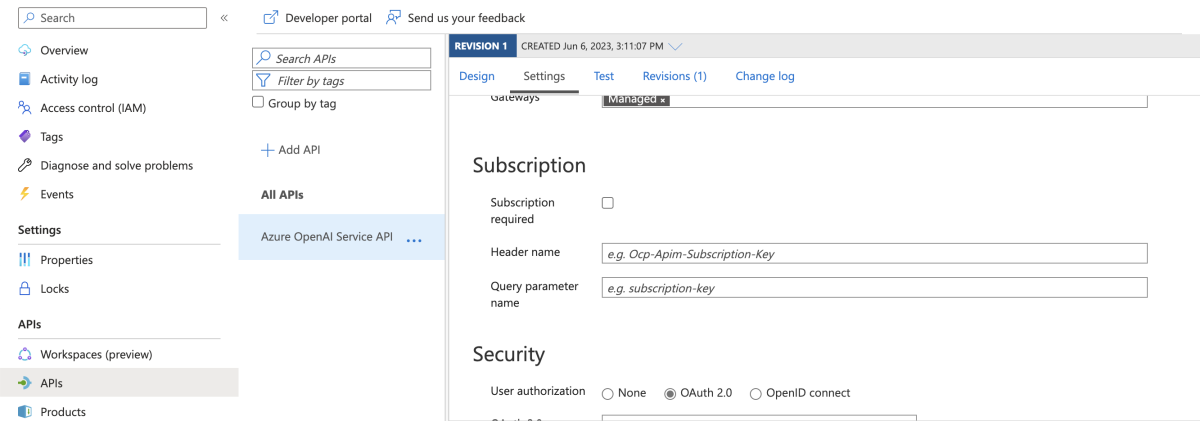 Search
«
Overview
Activity log
Access control (IAM)
Tags
Diagnose and solve problems
Events
Settings
Properties
Locks
APIs
Workspaces (preview)
APIs
Products
Developer portal
Send us your feedback
Search APIs
Filter by tags
Group by tag
Add API
All APIs
Azure OpenAI Service API
...
REVISION 1
CREATED Jun 6, 2023, 3:11:07 PM
Design
Settings
Test
Revisions (1)
Change log
Gateways
Managed ×
Subscription
Subscription
required
Header name
e.g. Ocp-Apim-Subscription-Key
Query parameter
name
e.g. subscription-key
Security
User authorization
None
OAuth 2.0
OpenID connect